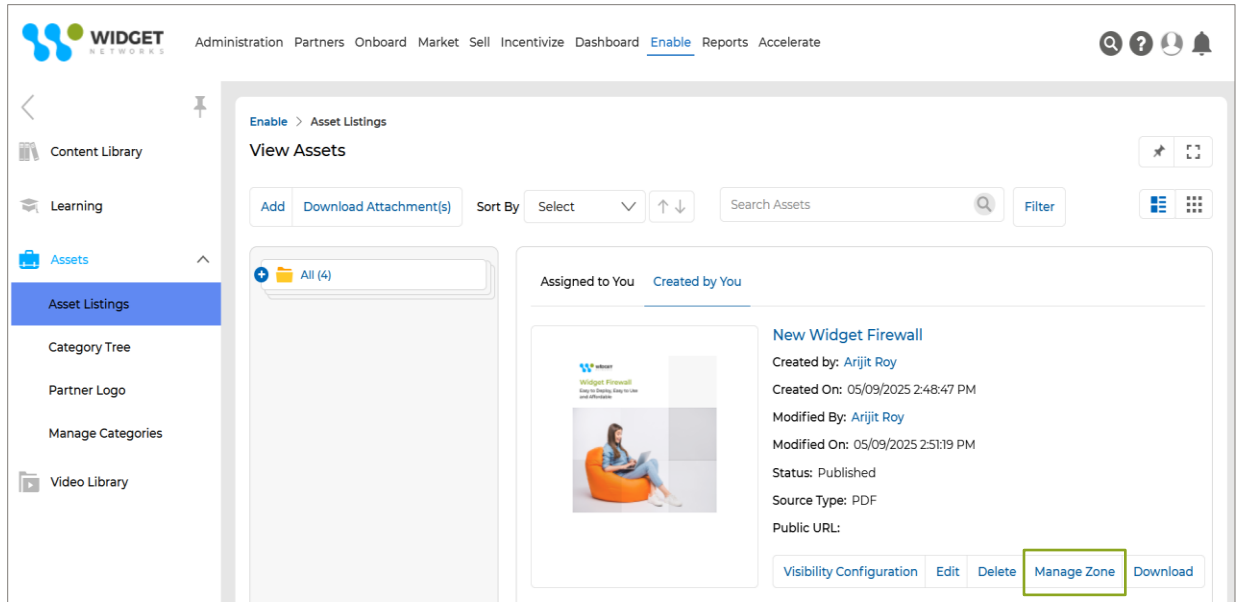 WIDGET
NETWORKS
Administration Partners Onboard Market Sell Incentivize Dashboard Enable Reports Accelerate
Content Library
Learning
Assets
Asset Listings
Category Tree
Partner Logo
Manage Categories
Video Library
Enable > Asset Listings
View Assets
Add Download Attachment(s) Sort By Select Search Assets Filter
All (4)
Assigned to You Created by You
WIDGET
Widget Firewall
Easy to Deploy, Easy to Use
and Affordable
New Widget Firewall
Created by: Arijit Roy
Created On: 05/09/2025 2:48:47 PM
Modified By: Arijit Roy
Modified On: 05/09/2025 2:51:19 PM
Status: Published
Source Type: PDF
Public URL:
Visibility Configuration Edit Delete Manage Zone Download